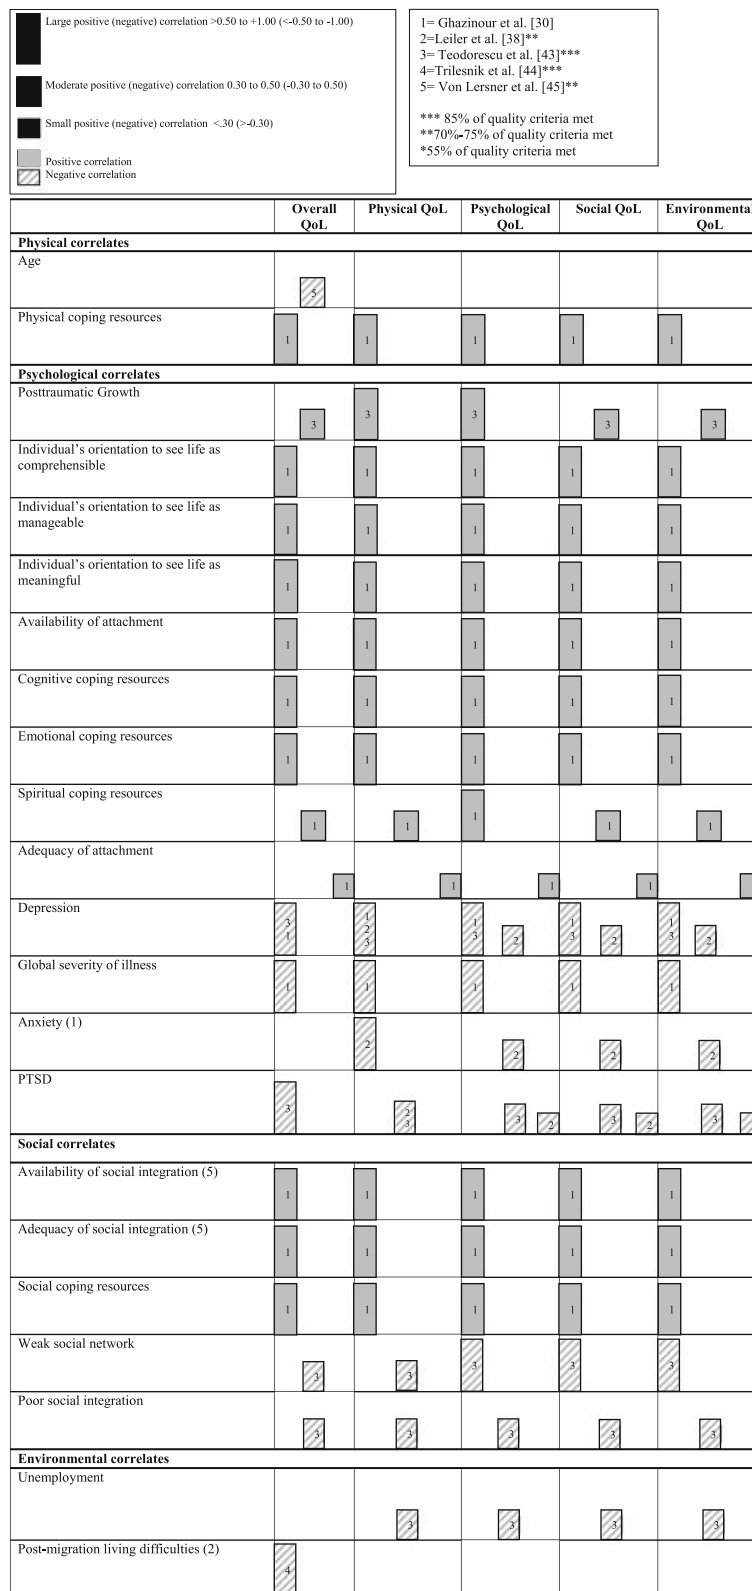 Large positive (negative) correlation >0.50 to +1.00 (<-0.50 to -1.00)
Moderate positive (negative) correlation 0.30 to 0.50 (-0.30 to 0.50)
Small positive (negative) correlation <.30 (>-0.30)
Positive correlation
Negative correlation
1= Ghazinour et al. [30]
2=Leiler et al. [38]**
3= Teodorescu et al. [43]***
4=Trilesnik et al. [44]***
5= Von Lersner et al. [45]**
*** 85% of quality criteria met
**70%-75% of quality criteria met
*55% of quality criteria met
Overall QoL Physical QoL Psychological QoL Social QoL Environmental QoL
Physical correlates
Age
5
Physical coping resources
1 1 1 1 1
Psychological correlates
Posttraumatic Growth
3 3 3 3 3
Individual's orientation to see life as
comprehensible
1 1 1 1 1
Individual's orientation to see life as
manageable
1 1 1 1 1
Individual's orientation to see life as
meaningful
1 1 1 1 1
Availability of attachment
1 1 1 1 1
Cognitive coping resources
1 1 1 1 1
Emotional coping resources
1 1 1 1 1
Spiritual coping resources
1 1 1 1 1
Adequacy of attachment
1 1 1 1
Depression
3 1 1 2 3 1 3 2 1 3 2 1 3 2
Global severity of illness
1 1 1 1 1
Anxiety (1)
2 2 2 2
PTSD
3 2 3 3 2 3 2 3
Social correlates
Availability of social integration (5)
1 1 1 1 1
Adequacy of social integration (5)
1 1 1 1 1
Social coping resources
1 1 1 1 1
Weak social network
3 3 3 3 3
Poor social integration
3 3 3 3 3
Environmental correlates
Unemployment
3 3 3 3
Post-migration living difficulties (2)
4